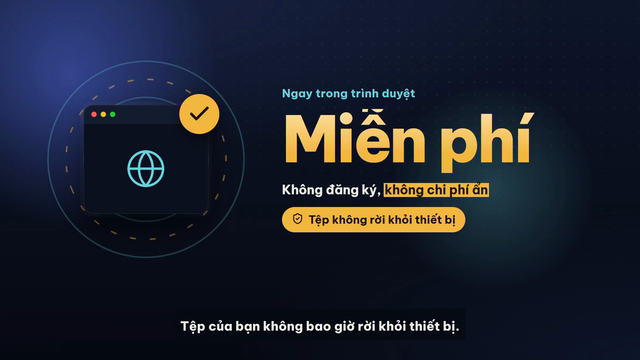 Ngay trong trình duyệt
Miễn phí
Không đăng ký, không chi phí ẩn
Tệp không rời khỏi thiết bị
Tệp của bạn không bao giờ rời khỏi thiết bị.